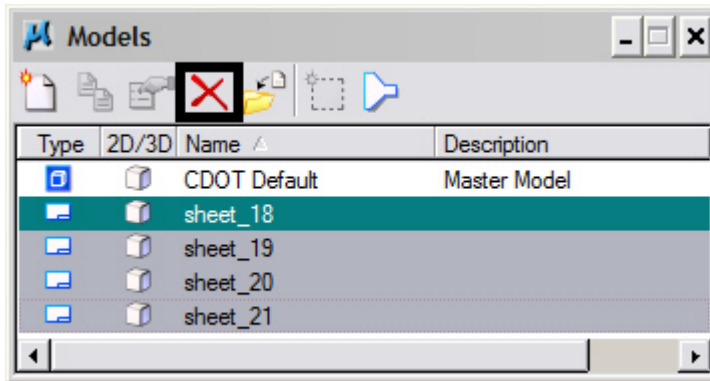 Models
Type 2D/3D Name Description
CDOT Default Master Model
sheet_18
sheet_19
sheet_20
sheet_21